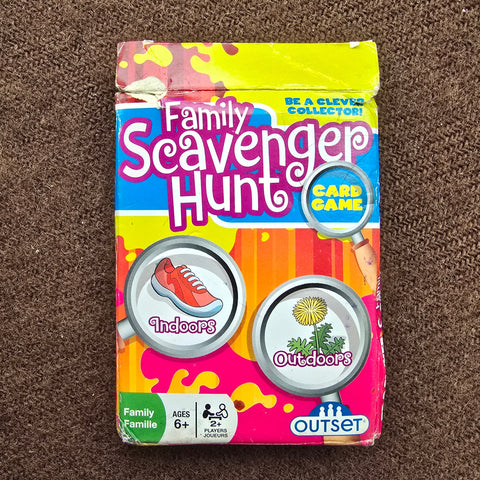 BE A CLEVER
COLLECTOR!
Family
Scavenger
Hunt
CARD
GAME
Indoors
Outdoors
Family
Famille
AGES
6+
2+
PLAYERS
JOUEURS
OUTSET